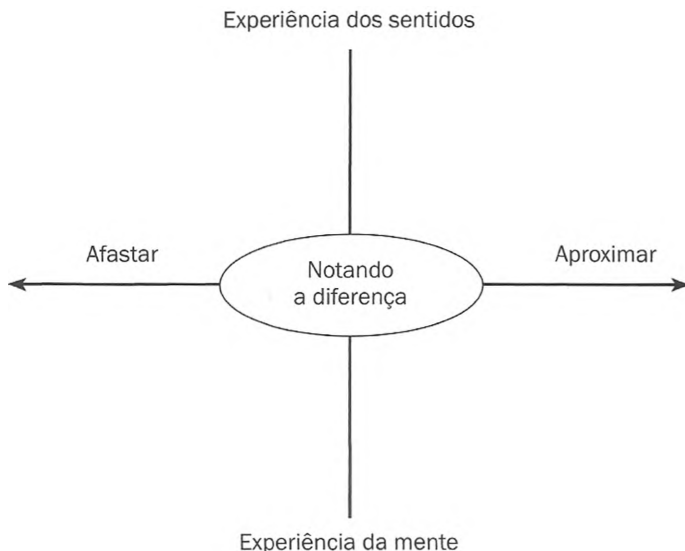 Experiência dos sentidos
Afastar
Aproximar
Notando
a diferença
Experiência da mente